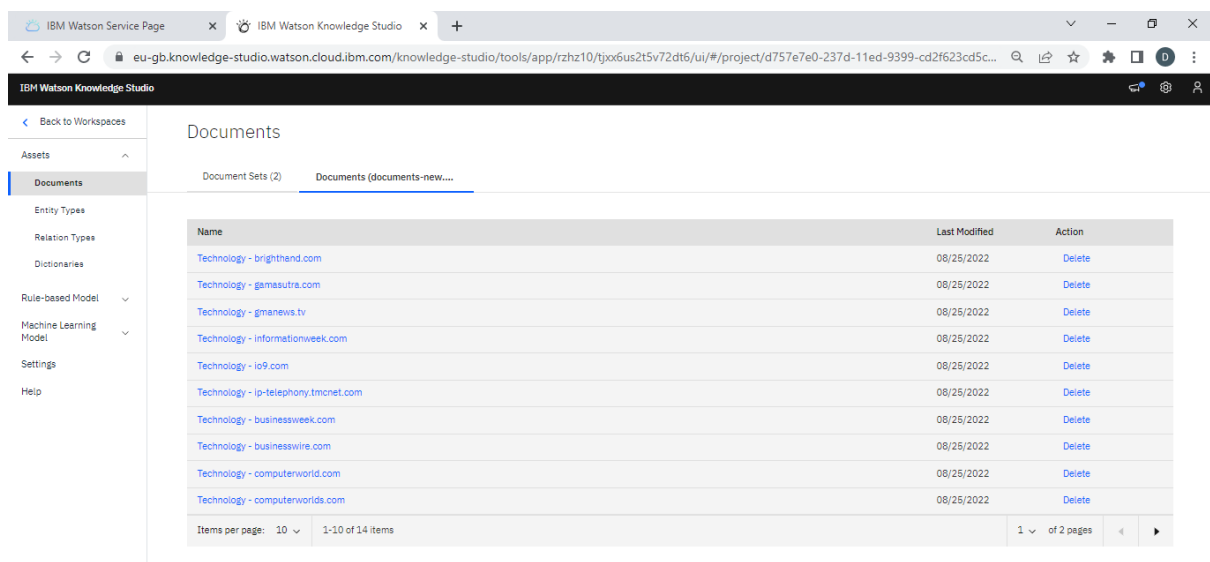 IBM Watson Service Page
IBM Watson Knowledge Studio
eu-gb.knowledge-studio.watson.cloud.ibm.com/knowledge-studio/tools/app/rzhz10/tjxx6us2t5v72dt6/ui/#/project/d757e7e0-237d-11ed-9399-cd2f623cd5c...
D
IBM Watson Knowledge Studio
Back to Workspaces
Assets
Documents
Entity Types
Relation Types
Dictionaries
Rule-based Model
Machine Learning
Model
Settings
Help
Documents
Document Sets (2) Documents (documents-new....
Name Last Modified Action
Technology - brighthand.com 08/25/2022 Delete
Technology - gamasutra.com 08/25/2022 Delete
Technology - gmanews.tv 08/25/2022 Delete
Technology - informationweek.com 08/25/2022 Delete
Technology - io9.com 08/25/2022 Delete
Technology - ip-telephony.tmcnet.com 08/25/2022 Delete
Technology - businessweek.com 08/25/2022 Delete
Technology - businesswire.com 08/25/2022 Delete
Technology - computerworld.com 08/25/2022 Delete
Technology - computerworlds.com 08/25/2022 Delete
Items per page: 10 1-10 of 14 items 1 of 2 pages